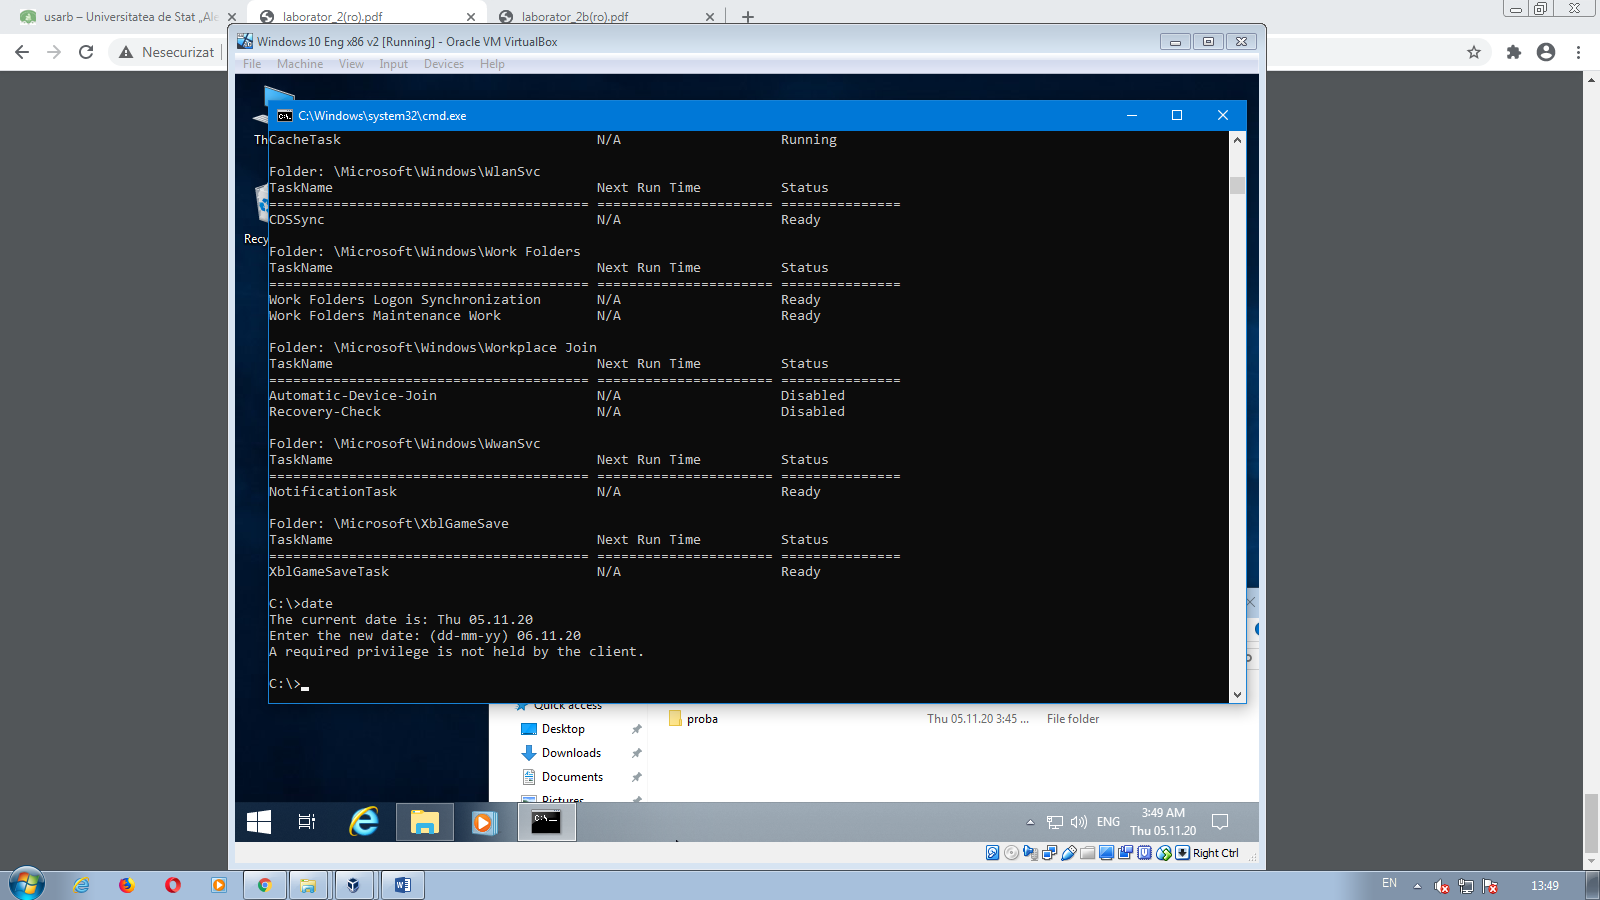 usarb – Universitatea de Stat „Ale
laborator_2(ro).pdf
laborator_2b(ro).pdf
Nesecurizat
Windows 10 Eng x86 v2 [Running] - Oracle VM VirtualBox
File Machine View Input Devices Help
C:\Windows\system32\cmd.exe
Th
CacheTask N/A Running
Folder: \Microsoft\Windows\WlanSvc
TaskName Next Run Time Status
======================================== ====================== ===============
CDSSync N/A Ready
Recy
Folder: \Microsoft\Windows\Work Folders
TaskName Next Run Time Status
======================================== ====================== ===============
Work Folders Logon Synchronization N/A Ready
Work Folders Maintenance Work N/A Ready
Folder: \Microsoft\Windows\Workplace Join
TaskName Next Run Time Status
======================================== ====================== ===============
Automatic-Device-Join N/A Disabled
Recovery-Check N/A Disabled
Folder: \Microsoft\Windows\WwanSvc
TaskName Next Run Time Status
======================================== ====================== ===============
NotificationTask N/A Ready
Folder: \Microsoft\XblGameSave
TaskName Next Run Time Status
======================================== ====================== ===============
XblGameSaveTask N/A Ready
C:\>date
The current date is: Thu 05.11.20
Enter the new date: (dd-mm-yy) 06.11.20
A required privilege is not held by the client.
C:\>
Quick access
Desktop
Downloads
Documents
Pictures
proba Thu 05.11.20 3:45 ... File folder
ENG
3:49 AM
Thu 05.11.20
Right Ctrl
EN
13:49